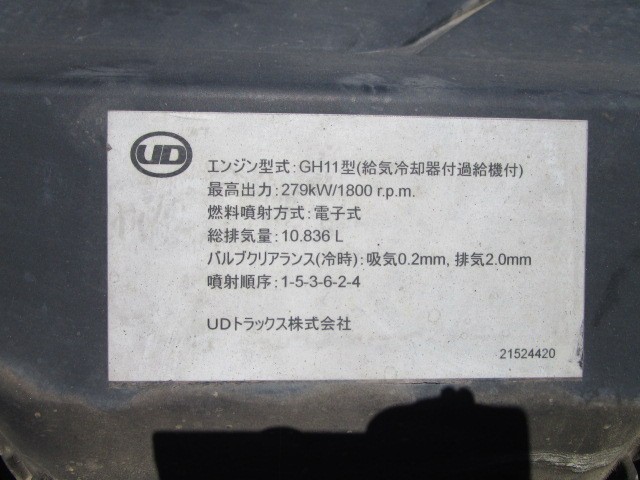 UD
エンジン型式:GH11型(給気冷却器付過給機付)
最高出力:279kW/1800 r.p.m.
燃料噴射方式:電子式
総排気量:10.836 L
バルブクリアランス(冷時):吸気0.2mm, 排気2.0mm
噴射順序:1-5-3-6-2-4
UDトラックス株式会社
21524420